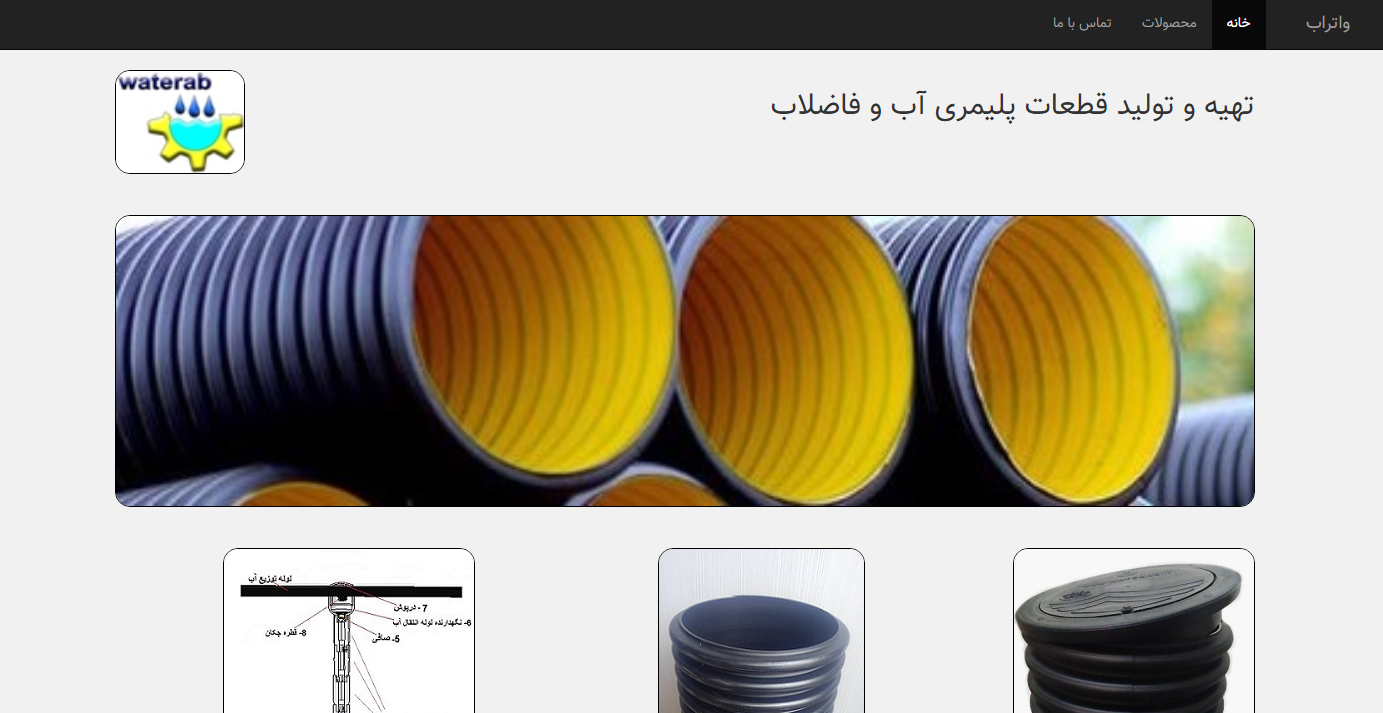 واتراب
خانه
محصولات
تماس با ما
تهیه و تولید قطعات پلیمری آب و فاضلاب
waterab
لوله توزیع آب
7 - درپوش
6- نگهدارنده لوله انتقال آب
5- صافی
8- قطره چکان